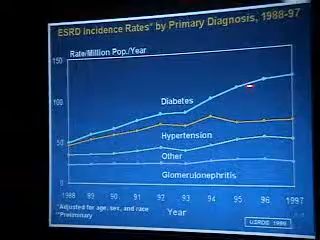 ESRD Incidence Rates* by Primary Diagnosis, 1988-97
Rate/Million Pop./Year
150
100
50
0
Diabetes
Hypertension
Other
Glomerulonephritis
1988 89 90 91 92 93 94 95 96 1997
Year
*Adjusted for age, sex, and race
**Preliminary
USRDS 1999